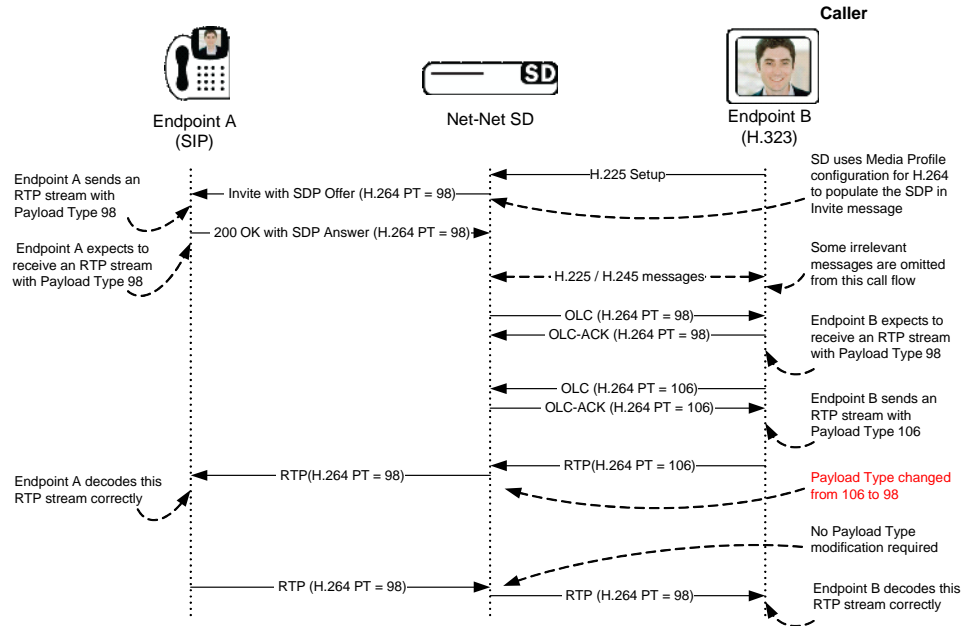 Caller
SD
Endpoint A
(SIP)
Net-Net SD
Endpoint B
(H.323)
Endpoint A sends an
RTP stream with
Payload Type 98
H.225 Setup
SD uses Media Profile
configuration for H.264
to populate the SDP in
Invite message
Invite with SDP Offer (H.264 PT = 98)
200 OK with SDP Answer (H.264 PT = 98)
Endpoint A expects to
receive an RTP stream
with Payload Type 98
H.225 / H.245 messages
Some irrelevant
messages are omitted
from this call flow
OLC (H.264 PT = 98)
OLC-ACK (H.264 PT = 98)
Endpoint B expects to
receive an RTP stream
with Payload Type 98
OLC (H.264 PT = 106)
OLC-ACK (H.264 PT = 106)
Endpoint B sends an
RTP stream with
Payload Type 106
RTP(H.264 PT = 106)
RTP(H.264 PT = 98)
Endpoint A decodes this
RTP stream correctly
Payload Type changed
from 106 to 98
No Payload Type
modification required
RTP (H.264 PT = 98)
RTP (H.264 PT = 98)
Endpoint B decodes this
RTP stream correctly